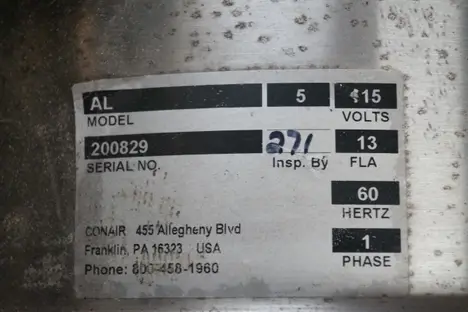 AL 5 115
MODEL VOLTS
200829 271 13
SERIAL NO. Insp. By FLA
60
HERTZ
CONAIR 455 Allegheny Blvd
Franklin, PA 16323 USA
1
Phone: 800-458-1960
PHASE